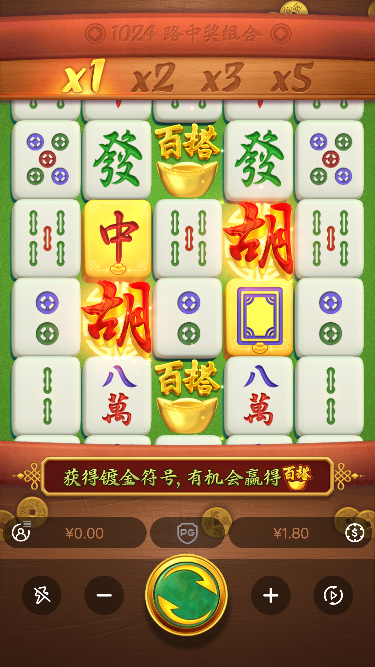 1024 路中奖组合
x1 x2 x3 x5
發 百搭 發
中 胡
胡
八萬 百搭 八萬
获得镀金符号, 有机会赢得百搭
¥0.00 PG ¥1.80